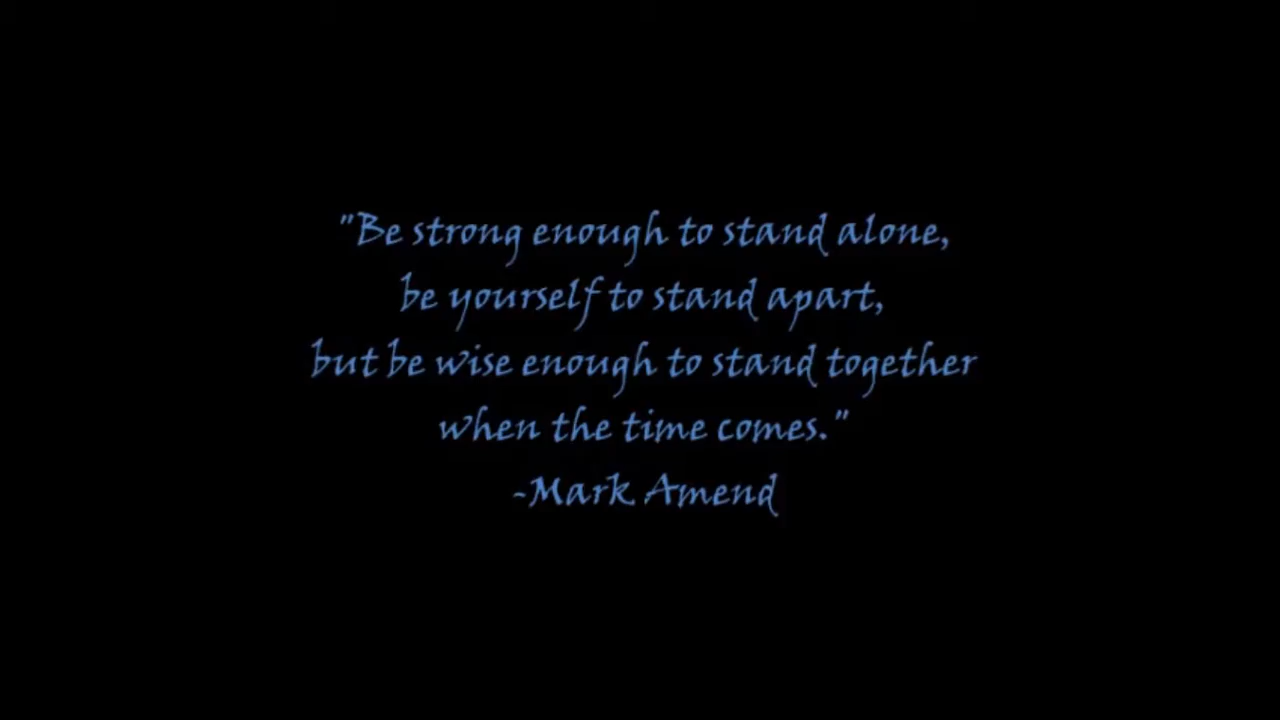 "Be strong enough to stand alone,
be yourself to stand apart,
but be wise enough to stand together
when the time comes."
-Mark Amend